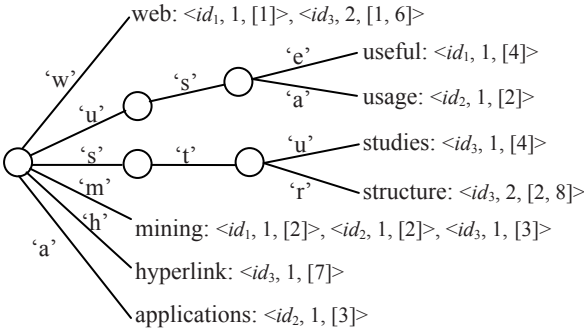 web: <id₁, 1, [1]>, <id₃, 2, [1, 6]>
‘w’
‘e’
useful: <id₁, 1, [4]>
‘s’
‘a’
usage: <id₂, 1, [2]>
‘u’
‘s’
‘t’
‘u’
studies: <id₃, 1, [4]>
‘r’
structure: <id₃, 2, [2, 8]>
‘m’
mining: <id₁, 1, [2]>, <id₂, 1, [2]>, <id₃, 1, [3]>
‘h’
hyperlink: <id₃, 1, [7]>
‘a’
applications: <id₂, 1, [3]>